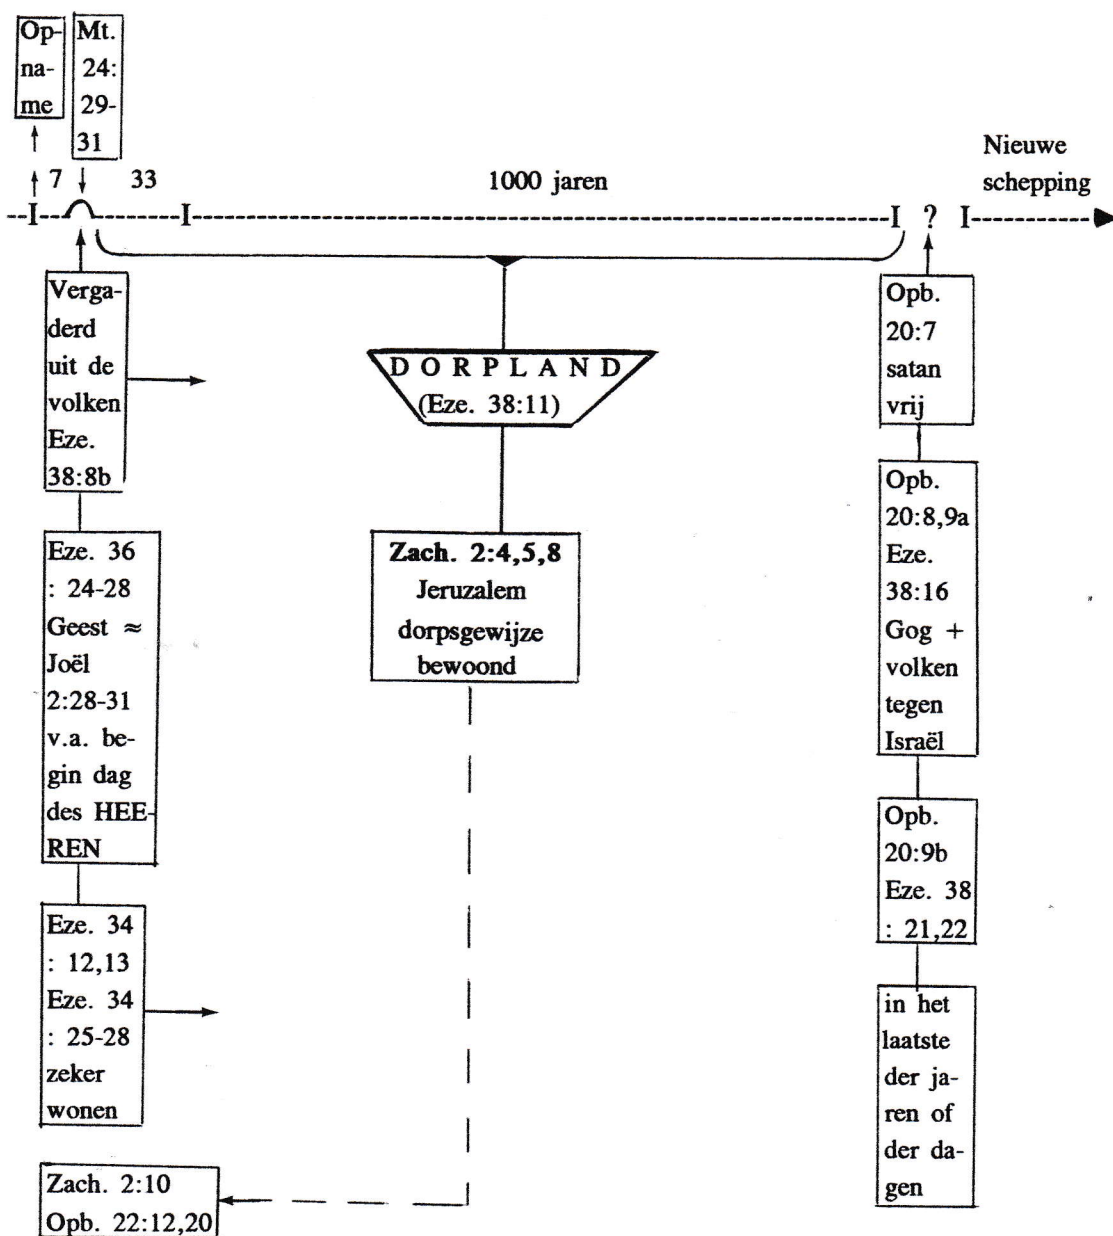 Op-
na-
me
Mt.
24:
29-
31
7
33
1000 jaren
Nieuwe
schepping
?
Verga-
derd
uit de
volken
Eze.
38:8b
Eze. 36
: 24-28
Geest ≈
Joël
2:28-31
v.a. be-
gin dag
des HEE-
REN
Eze. 34
: 12,13
Eze. 34
: 25-28
zeker
wonen
Zach. 2:10
Opb. 22:12,20
D O R P L A N D
(Eze. 38:11)
Zach. 2:4,5,8
Jeruzalem
dorpsgewijze
bewoond
Opb.
20:7
satan
vrij
Opb.
20:8,9a
Eze.
38:16
Gog +
volken
tegen
Israël
Opb.
20:9b
Eze. 38
: 21,22
in het
laatste
der ja-
ren of
der da-
gen